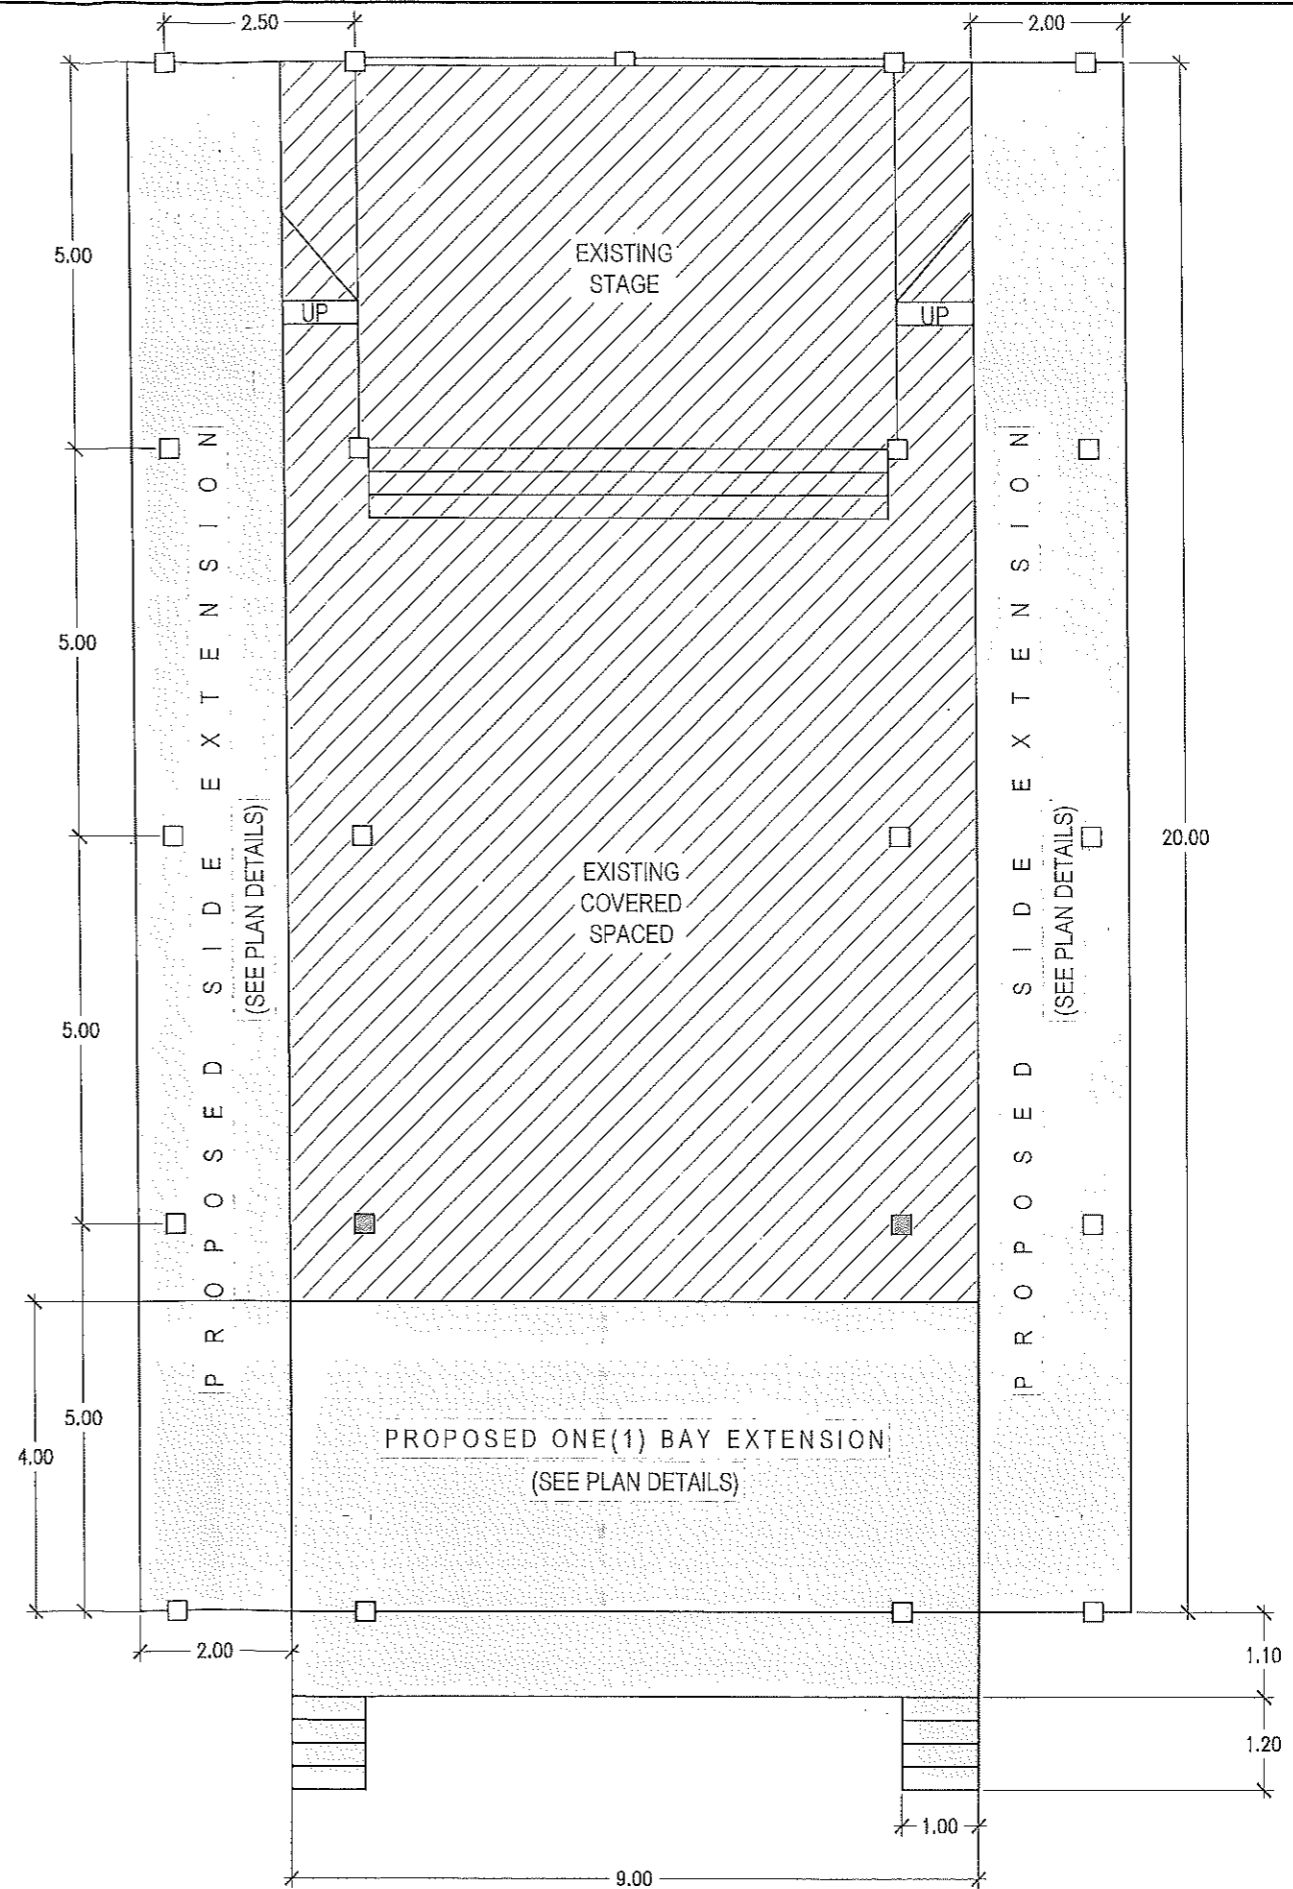 2.50
2.00
5.00
EXISTING
STAGE
UP
UP
PROPOSED SIDE EXTENSION
(SEE PLAN DETAILS)
PROPOSED SIDE EXTENSION
(SEE PLAN DETAILS)
5.00
20.00
EXISTING
COVERED
SPACED
5.00
5.00
4.00
PROPOSED ONE(1) BAY EXTENSION
(SEE PLAN DETAILS)
2.00
1.10
1.20
1.00
9.00